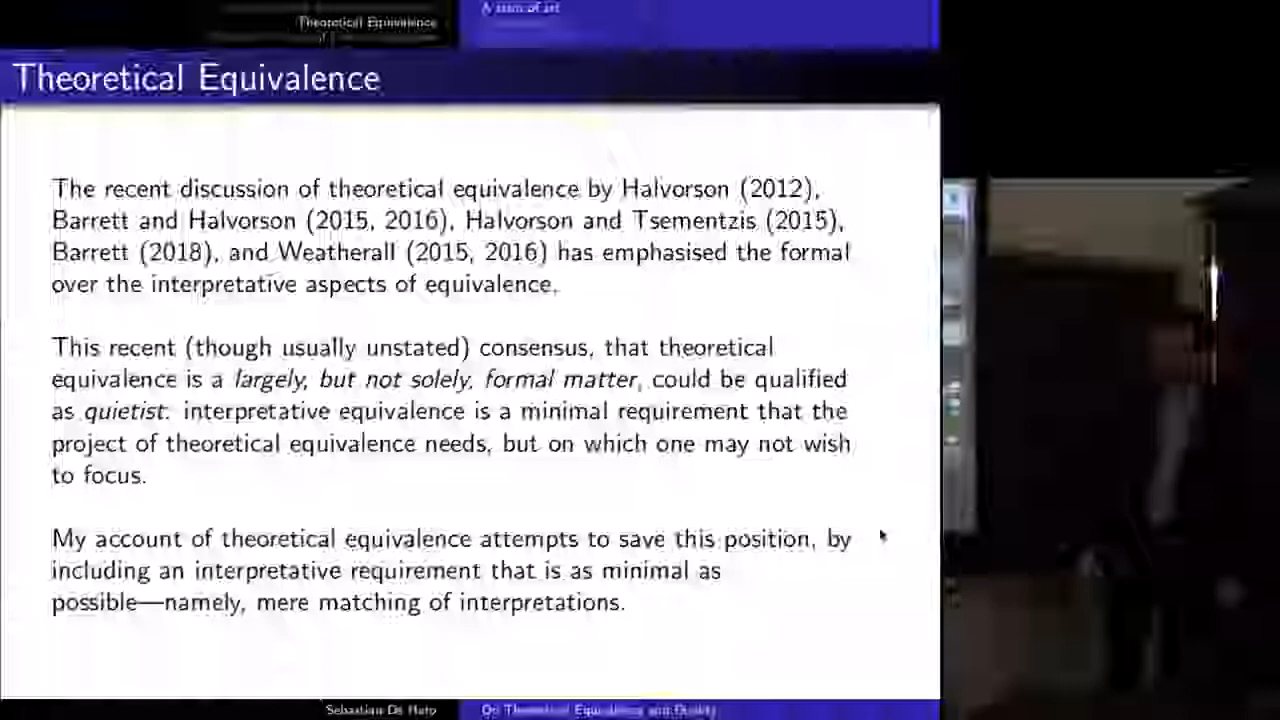 Theoretical Equivalence
A stam of art
Theoretical Equivalence
The recent discussion of theoretical equivalence by Halvorson (2012),
Barrett and Halvorson (2015, 2016), Halvorson and Tsementzis (2015),
Barrett (2018), and Weatherall (2015, 2016) has emphasised the formal
over the interpretative aspects of equivalence.
This recent (though usually unstated) consensus, that theoretical
equivalence is a largely, but not solely, formal matter, could be qualified
as quietist: interpretative equivalence is a minimal requirement that the
project of theoretical equivalence needs, but on which one may not wish
to focus.
My account of theoretical equivalence attempts to save this position, by
including an interpretative requirement that is as minimal as
possible—namely, mere matching of interpretations.
Sebastian De Haro
On Theoretical Equivalence and Duality